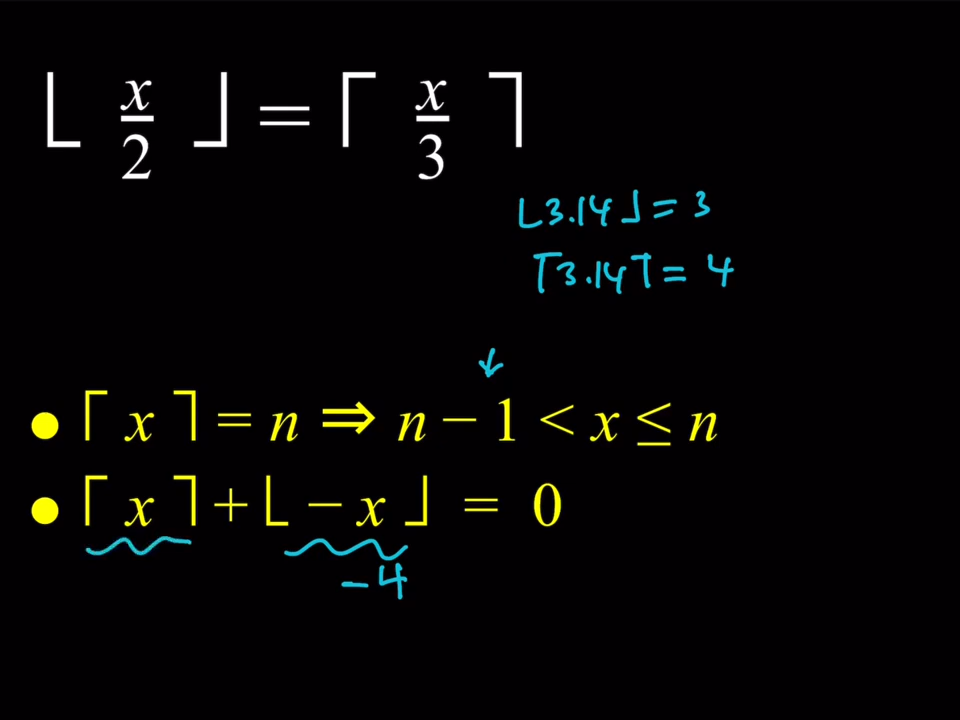 ⌊ x/2 ⌋ = ⌈ x/3 ⌉
⌊3.14⌋ = 3
⌈3.14⌉ = 4
↓
● ⌈ x ⌉ = n ⇒ n − 1 < x ≤ n
● ⌈ x ⌉ + ⌊ − x ⌋ = 0
−4